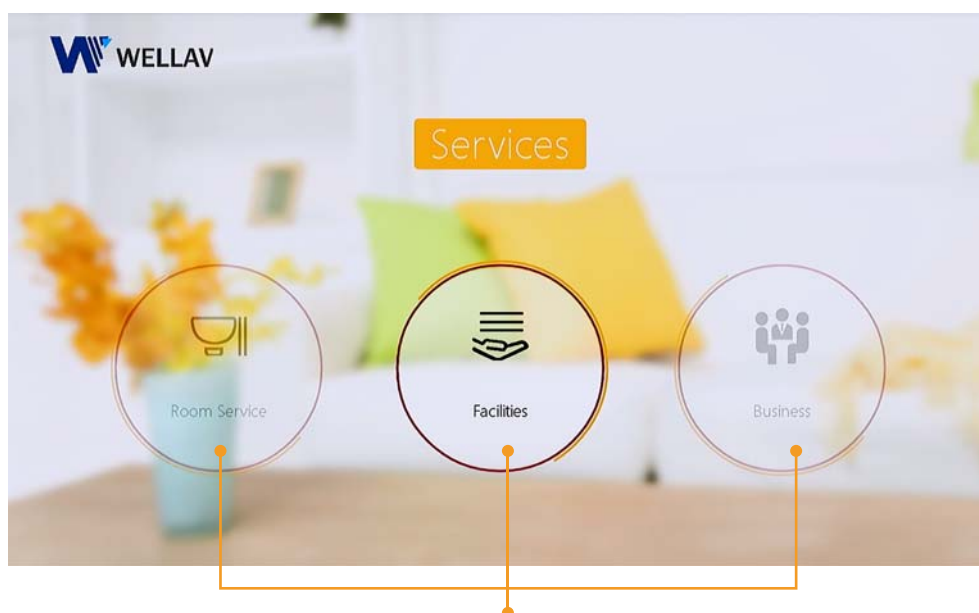 WELLAV
Services
Room Service
Facilities
Business